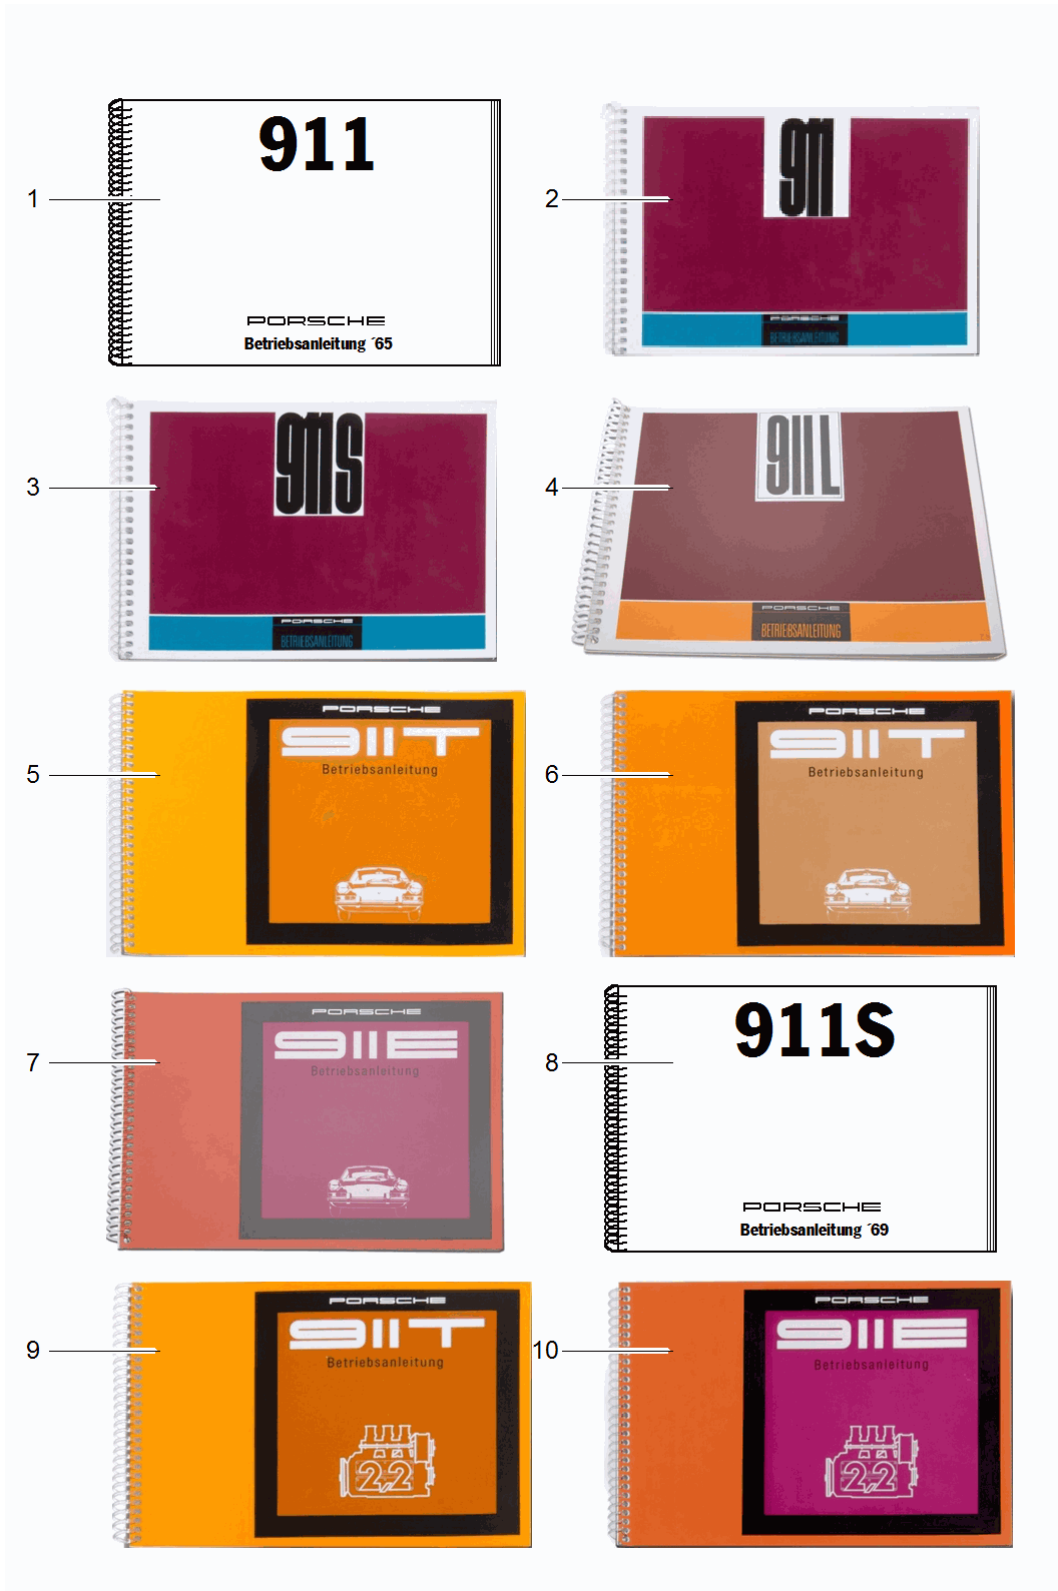 1
911
PORSCHE
Betriebsanleitung ´65
2
911
PORSCHE
BETRIEBSANLEITUNG
3
911S
PORSCHE
BETRIEBSANLEITUNG
4
911L
PORSCHE
BETRIEBSANLEITUNG
5
PORSCHE
911T
Betriebsanleitung
6
PORSCHE
911T
Betriebsanleitung
7
PORSCHE
911E
Betriebsanleitung
8
911S
PORSCHE
Betriebsanleitung ´69
9
PORSCHE
911T
Betriebsanleitung
2,2
10
PORSCHE
911E
Betriebsanleitung
2,2